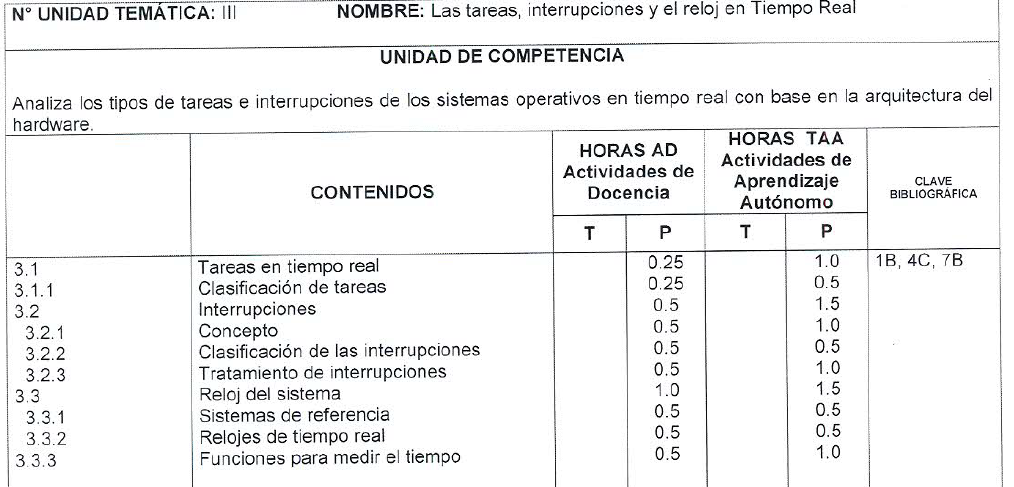 N° UNIDAD TEMÁTICA: III NOMBRE: Las tareas, interrupciones y el reloj en Tiempo Real
UNIDAD DE COMPETENCIA
Analiza los tipos de tareas e interrupciones de los sistemas operativos en tiempo real con base en la arquitectura del
hardware.
CONTENIDOS
HORAS AD
Actividades de
Docencia
HORAS TAA
Actividades de
Aprendizaje
Autónomo
CLAVE
BIBLIOGRÁFICA
T P T P
3.1 Tareas en tiempo real 0.25 1.0 1B, 4C, 7B
3.1.1 Clasificación de tareas 0.25 0.5
3.2 Interrupciones 0.5 1.5
3.2.1 Concepto 0.5 1.0
3.2.2 Clasificación de las interrupciones 0.5 0.5
3.2.3 Tratamiento de interrupciones 0.5 1.0
3.3 Reloj del sistema 1.0 1.5
3.3.1 Sistemas de referencia 0.5 0.5
3.3.2 Relojes de tiempo real 0.5 0.5
3.3.3 Funciones para medir el tiempo 0.5 1.0